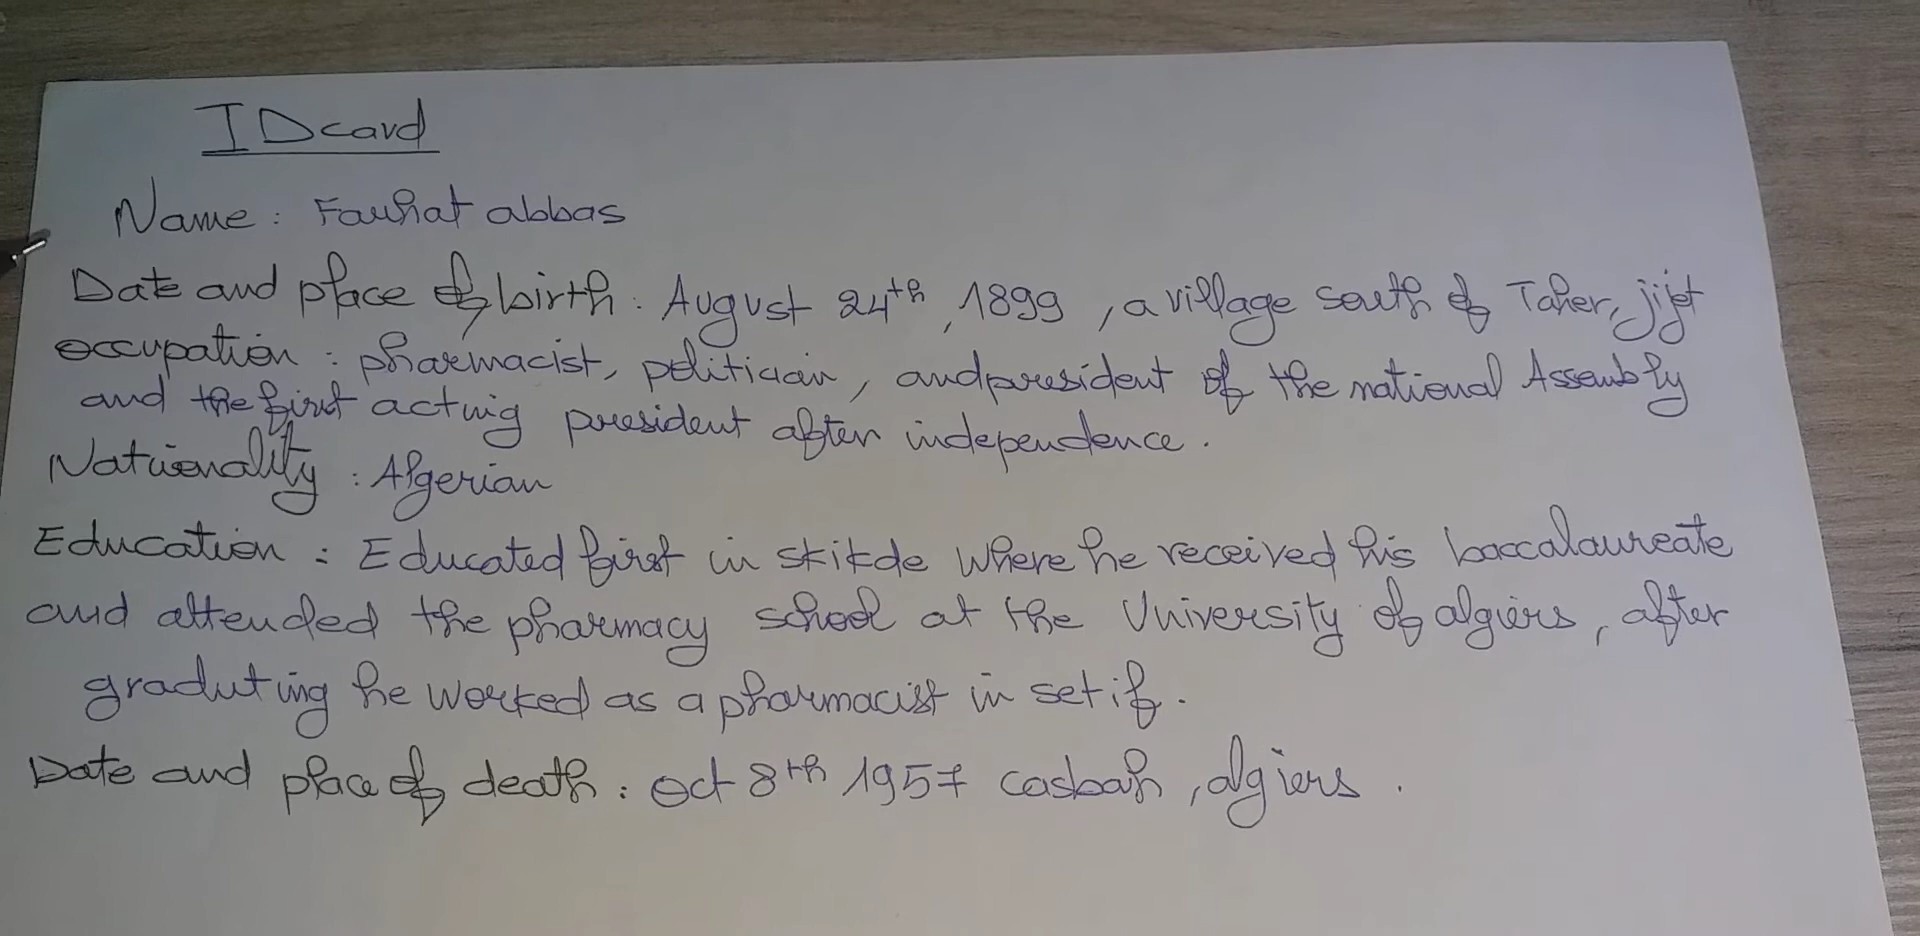 ID card
Name : Farhat abbas
Date and place of birth : August 24th, 1899, a village south of Taher, jijel
occupation : pharmacist, politician, and president of the national Assembly
and the first acting president after independence.
Nationality : Algerian
Education : Educated first in skikde where he received his baccalaureate
and attended the pharmacy school at the University of algiers, after
graduting he worked as a pharmacist in setif.
Date and place of death : oct 8th 1957 casbah, algiers.